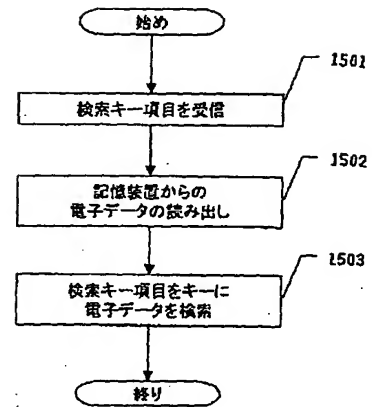 始め
1501
検索キー項目を受信
1502
記憶装置からの
電子データの読み出し
1503
検索キー項目をキーに
電子データを検索
終り